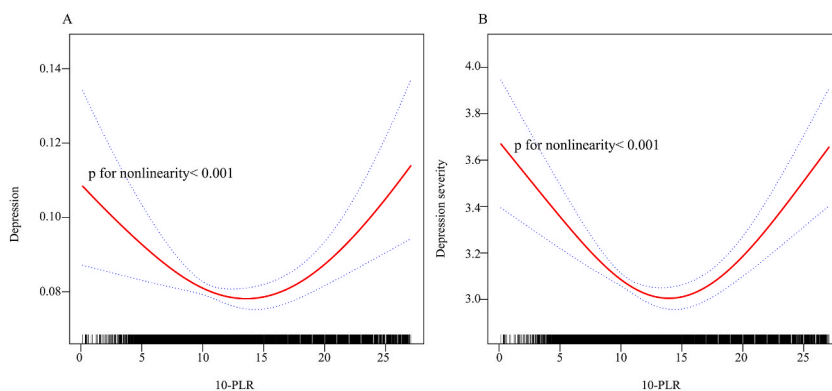 A
Depression
0.14
0.12
0.10
0.08
p for nonlinearity< 0.001
0 5 10 15 20 25
10-PLR
B
Depression severity
4.0
3.8
3.6
3.4
3.2
3.0
p for nonlinearity< 0.001
0 5 10 15 20 25
10-PLR